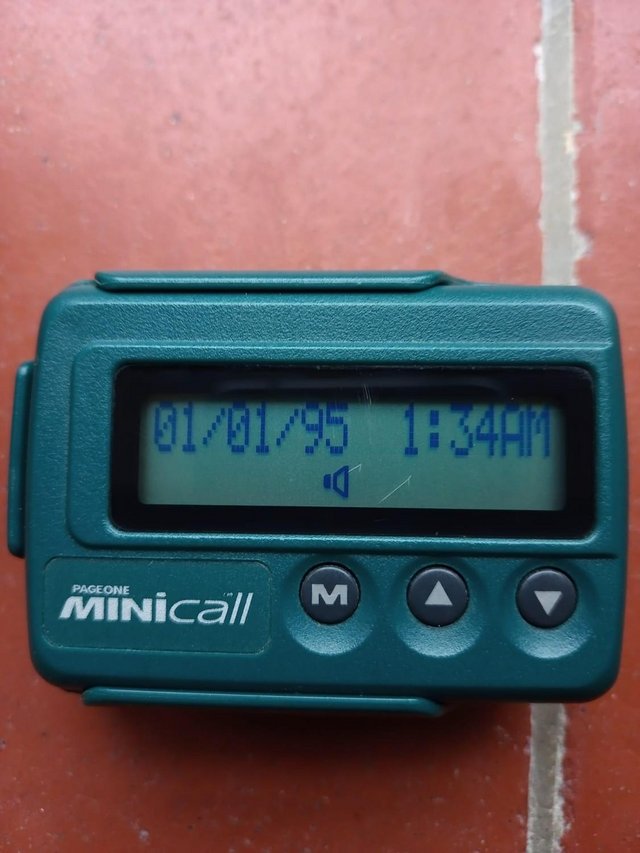 01/01/95 1:34AM
PAGEONE
MINicall
M